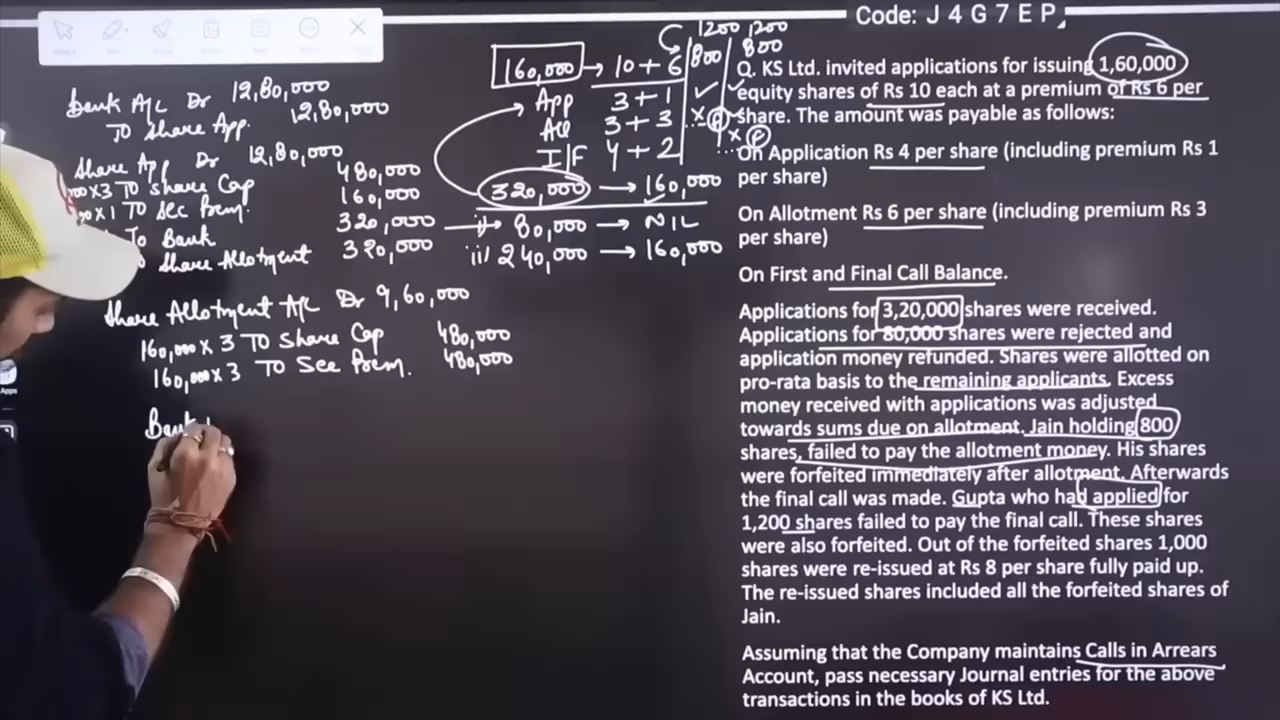 Code: J 4 G 7 E P
Bank A/c Dr 12,80,000
To Share App. 12,80,000
Share App Dr 12,80,000
X3 To Share Cap 480,000
X1 To Sec Prem. 160,000
To Bank 320,000
Share Allotment 320,000
Share Allotment A/c Dr 9,60,000
160,000 X 3 To Share Cap 480,000
160,000 X 3 To Sec Prem. 480,000
Bank
1200 1200
160,000 → 10 + 6 800 800
App 3 + 1
All 3 + 3
I/F 4 + 2
320,000 → 160,000
i) 80,000 → NIL
ii) 240,000 → 160,000
Q. KS Ltd. invited applications for issuing 1,60,000
equity shares of Rs 10 each at a premium of Rs 6 per
share. The amount was payable as follows:
On Application Rs 4 per share (including premium Rs 1
per share)
On Allotment Rs 6 per share (including premium Rs 3
per share)
On First and Final Call Balance.
Applications for 3,20,000 shares were received.
Applications for 80,000 shares were rejected and
application money refunded. Shares were allotted on
pro-rata basis to the remaining applicants. Excess
money received with applications was adjusted
towards sums due on allotment. Jain holding 800
shares, failed to pay the allotment money. His shares
were forfeited immediately after allotment. Afterwards
the final call was made. Gupta who had applied for
1,200 shares failed to pay the final call. These shares
were also forfeited. Out of the forfeited shares 1,000
shares were re-issued at Rs 8 per share fully paid up.
The re-issued shares included all the forfeited shares of
Jain.
Assuming that the Company maintains Calls in Arrears
Account, pass necessary Journal entries for the above
transactions in the books of KS Ltd.